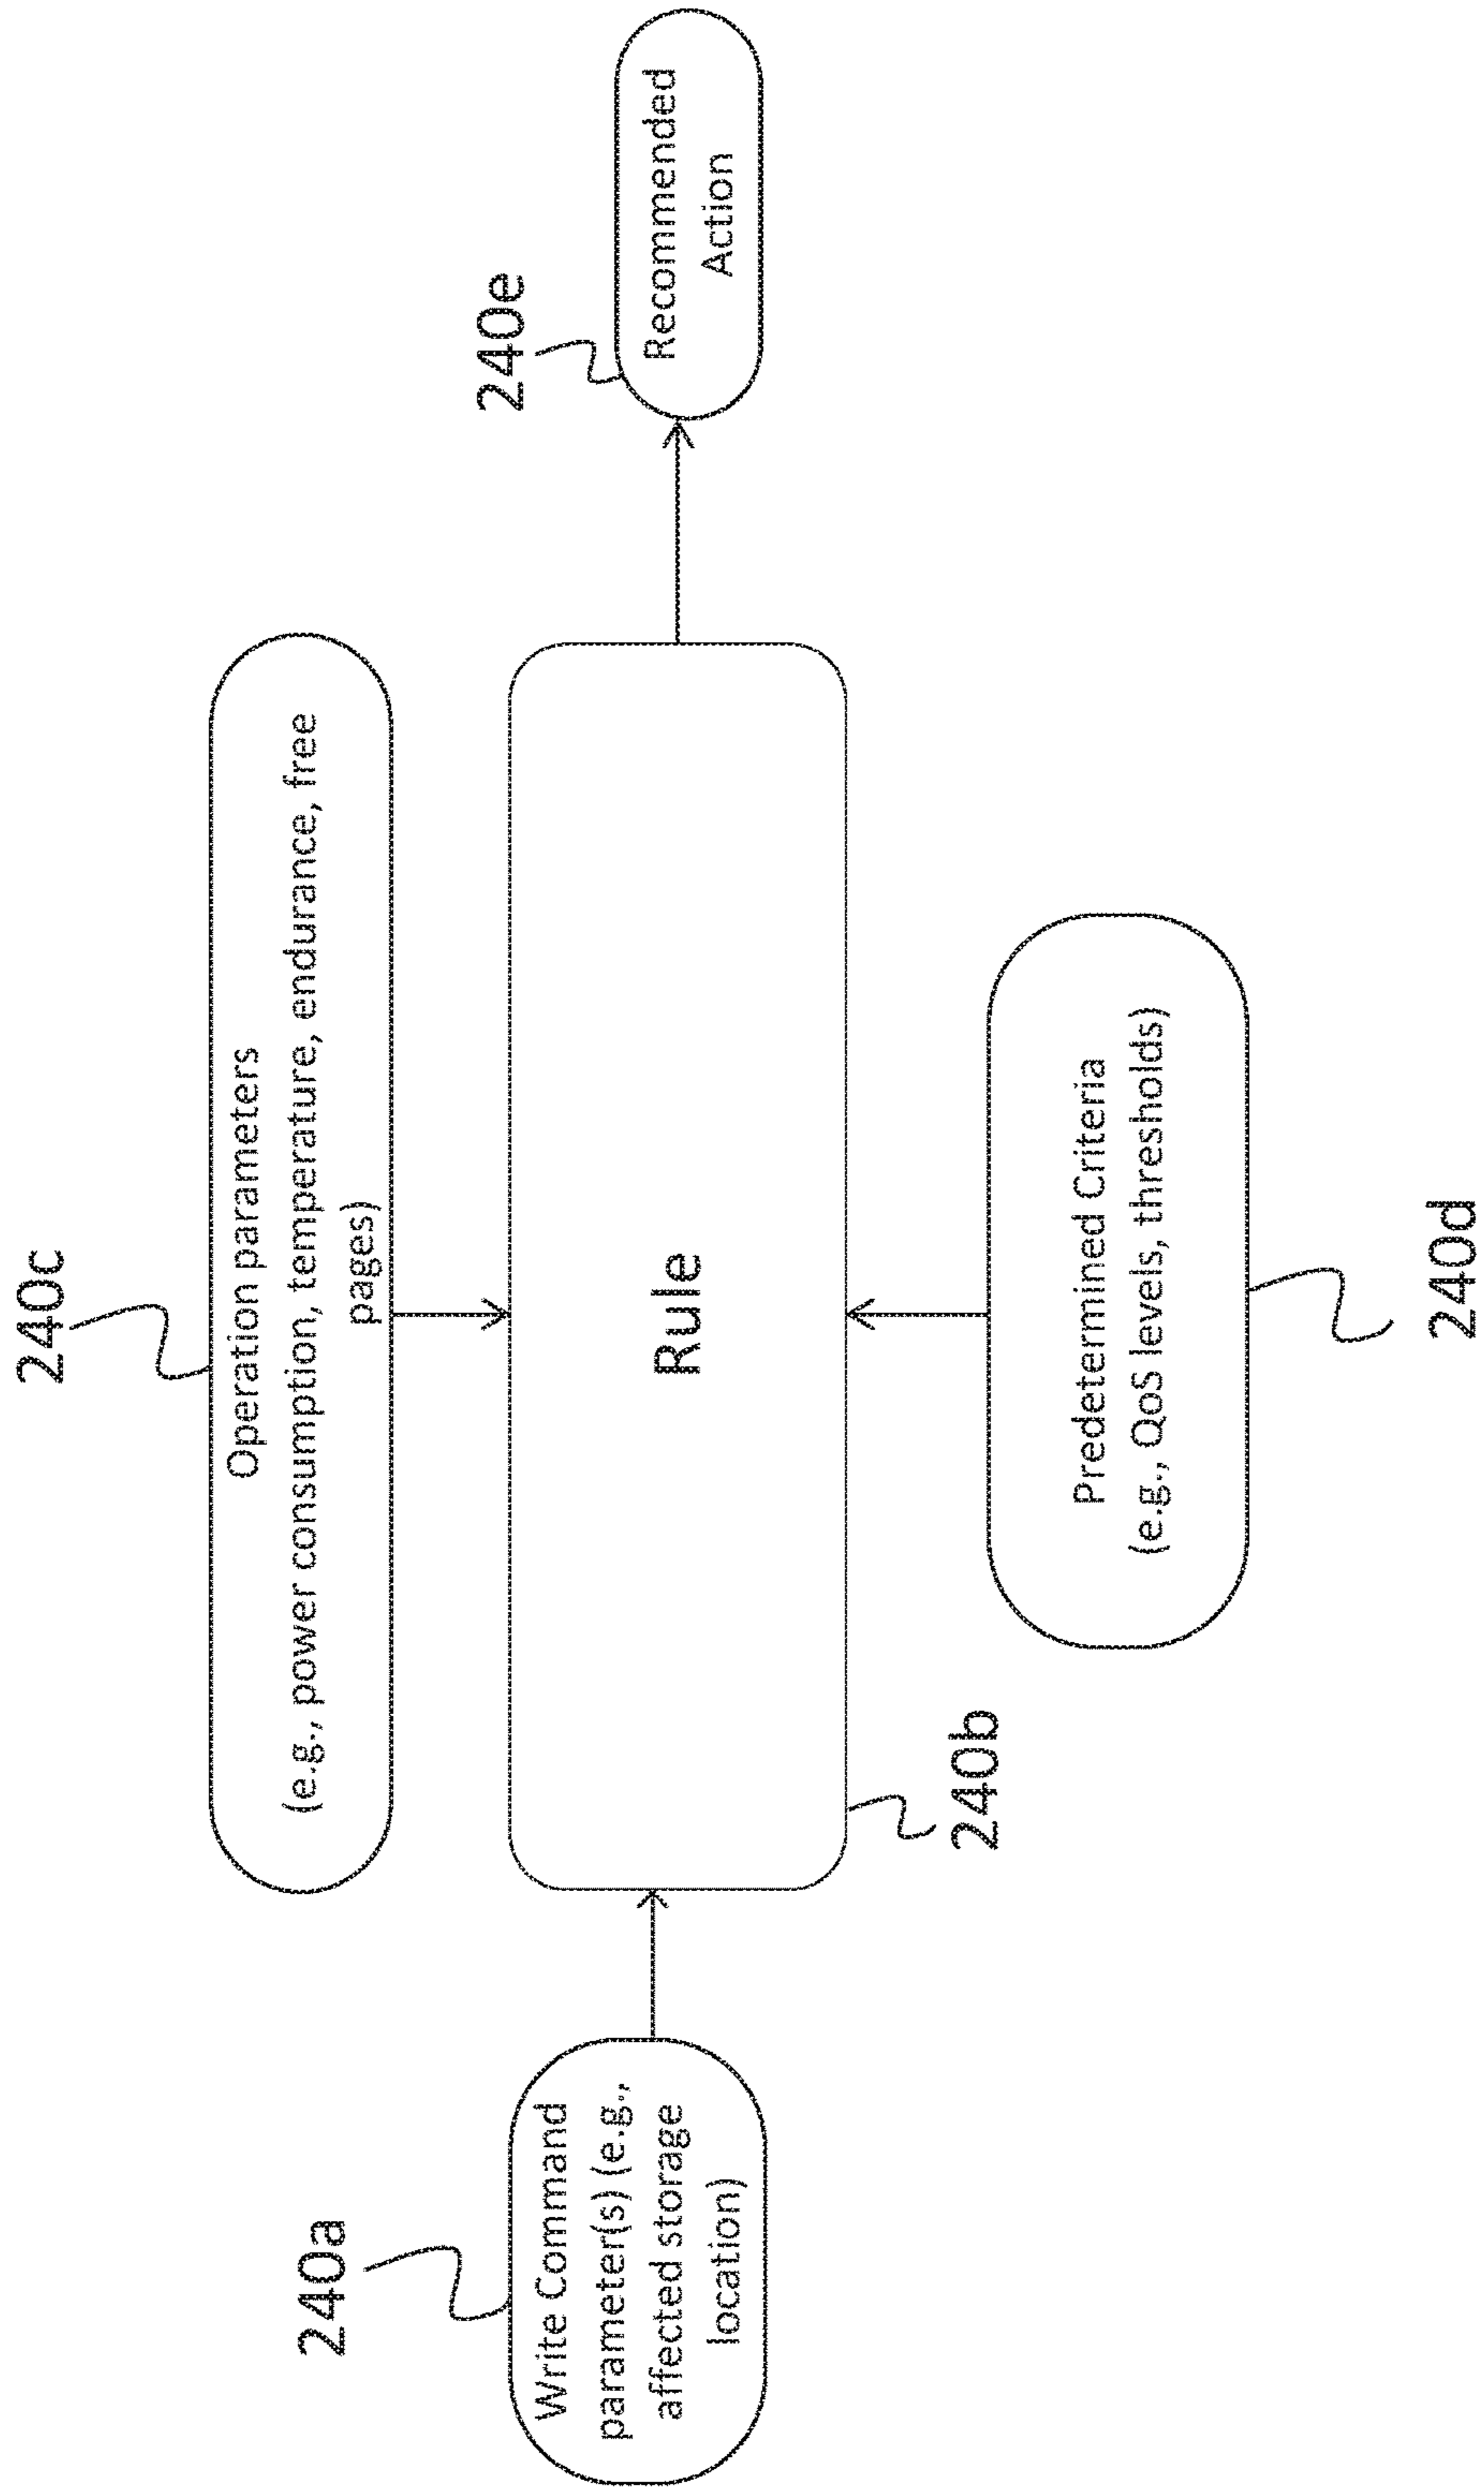 240c
Operation parameters
(e.g., power consumption, temperature, endurance, free
pages)
240a
Write Command
parameter(s) (e.g.,
affected storage
location)
Rule
240b
240e
Recommended
Action
Predetermined Criteria
(e.g., QoS levels, thresholds)
240d